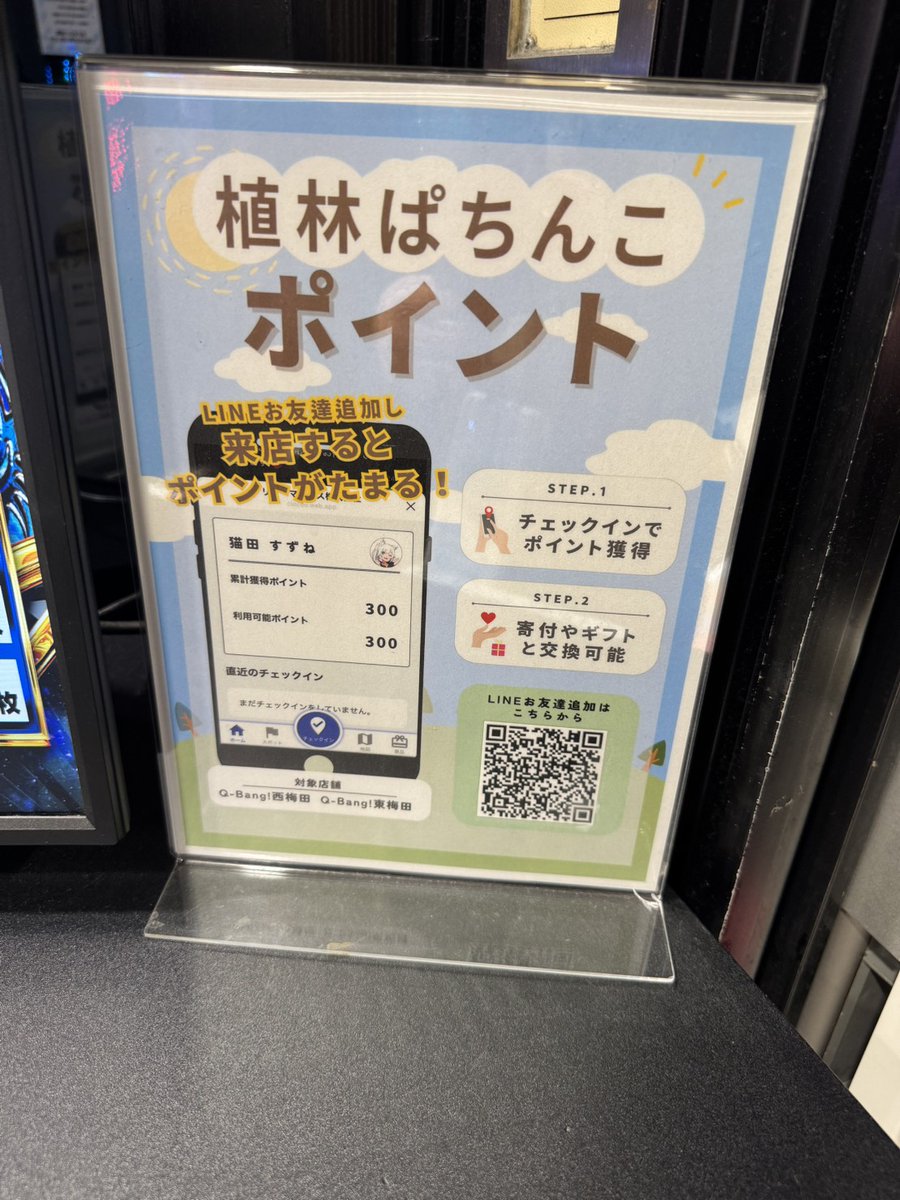 植林ぱちんこ
ポイント
LINEお友達追加し
来店すると
ポイントがたまる！
猫田 すずね
累計獲得ポイント
300
利用可能ポイント
300
直近のチェックイン
まだチェックインをしていません。
ホーム
チェックイン
対象店舗
Q-Bang!西梅田 Q-Bang!東梅田
STEP.1
チェックインで
ポイント獲得
STEP.2
寄付やギフト
と交換可能
LINEお友達追加は
こちらから
枚